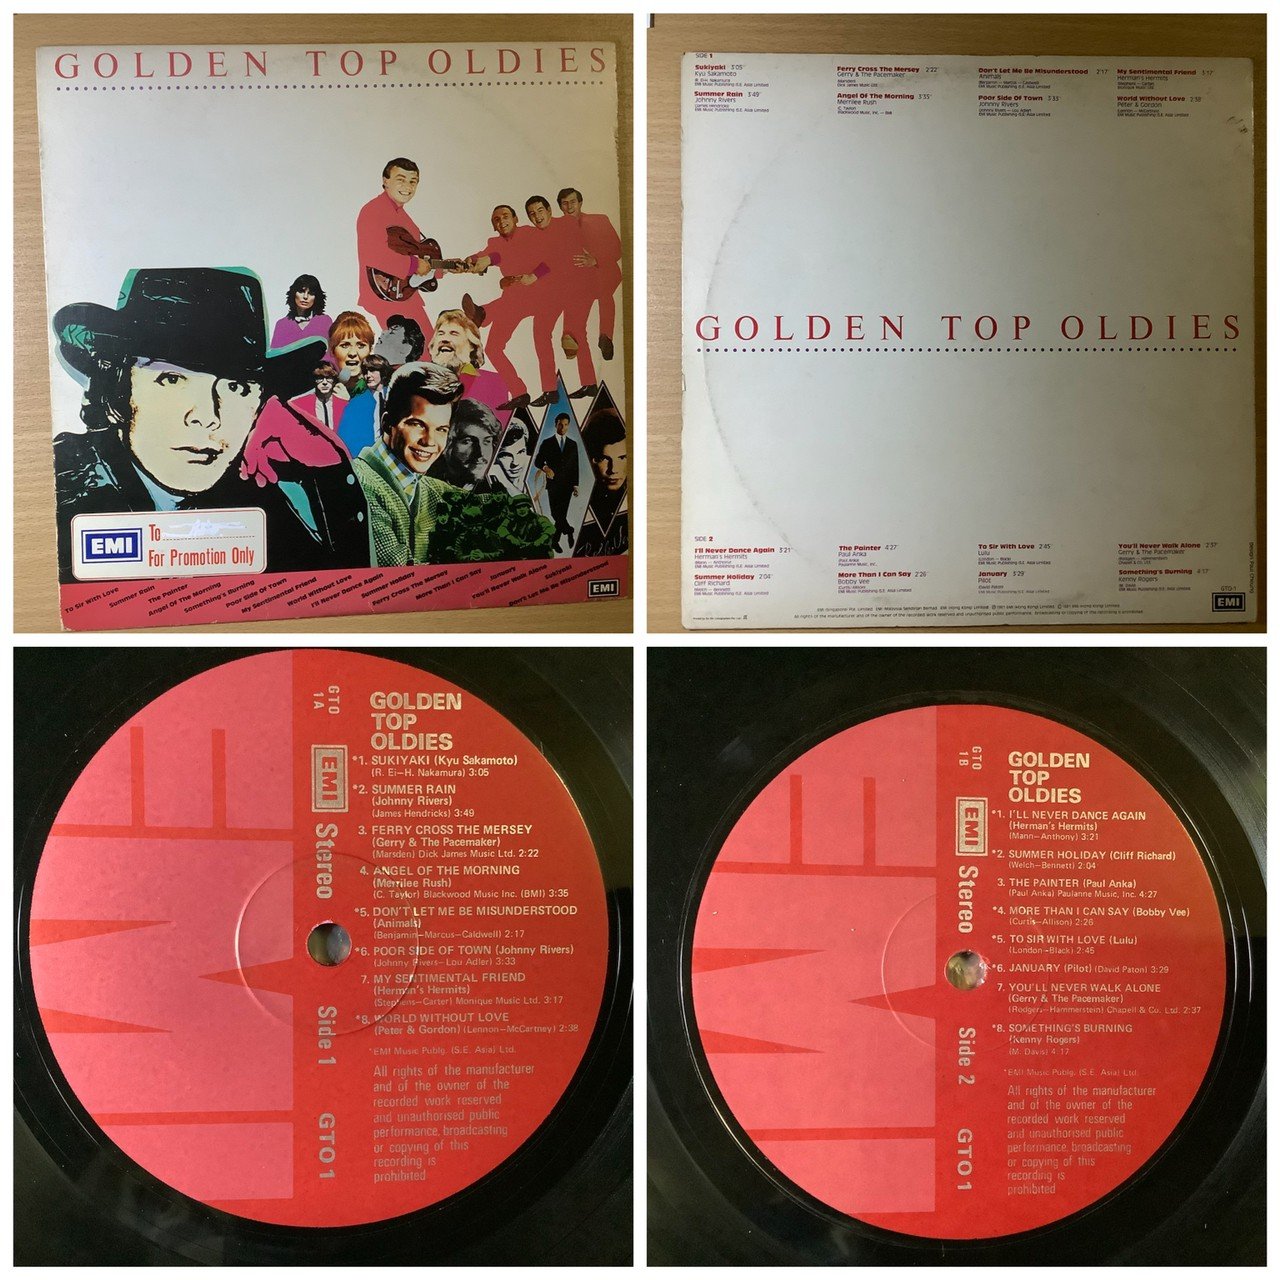 GOLDEN TOP OLDIES
EMI
To
For Promotion Only
To Sir With Love
Summer Rain
The Painter
Angel Of The Morning
Something's Burning
Poor Side Of Town
My Sentimental Friend
World Without Love
I'll Never Dance Again
Summer Holiday
Ferry Cross The Mersey
More Than I Can Say
January
You'll Never Walk Alone
Sukiyaki
Don't Let Me Be Misunderstood
EMI
SIDE 1
Sukiyaki 3'05"
Kyu Sakamoto
Summer Rain 3'49"
Johnny Rivers
Ferry Cross The Mersey 2'22"
Gerry & The Pacemaker
Angel Of The Morning 3'35"
Merrilee Rush
Don't Let Me Be Misunderstood 2'17"
Animals
Poor Side Of Town 3'33"
Johnny Rivers
My Sentimental Friend 3'17"
Herman's Hermits
World Without Love 2'38"
Peter & Gordon
GOLDEN TOP OLDIES
SIDE 2
I'll Never Dance Again 3'21"
Herman's Hermits
Summer Holiday 2'04"
Cliff Richard
The Painter 4'27"
Paul Anka
More Than I Can Say 2'26"
Bobby Vee
To Sir With Love 2'45"
Lulu
January 3'29"
Pilot
You'll Never Walk Alone 2'37"
Gerry & The Pacemaker
Something's Burning 4'17"
Kenny Rogers
GTO-1
EMI
GTO
1A
EMI
Stereo
Side 1
GTO 1
GOLDEN
TOP
OLDIES
*1. SUKIYAKI (Kyu Sakamoto)
(R. Ei-H. Nakamura) 3:05
*2. SUMMER RAIN
(Johnny Rivers)
(James Hendricks) 3:49
3. FERRY CROSS THE MERSEY
(Gerry & The Pacemaker)
(Marsden) Dick James Music Ltd. 2:22
4. ANGEL OF THE MORNING
(Merrilee Rush)
(C. Taylor) Blackwood Music Inc. (BMI) 3:35
*5. DON'T LET ME BE MISUNDERSTOOD
(Animals)
(Benjamin-Marcus-Caldwell) 2:17
*6. POOR SIDE OF TOWN (Johnny Rivers)
(Johnny Rivers-Lou Adler) 3:33
7. MY SENTIMENTAL FRIEND
(Herman's Hermits)
(Stephens-Carter) Monique Music Ltd. 3:17
*8. WORLD WITHOUT LOVE
(Peter & Gordon) (Lennon-McCartney) 2:38
*EMI Music Publg. (S.E. Asia) Ltd.
All rights of the manufacturer
and of the owner of the
recorded work reserved
and unauthorised public
performance, broadcasting
or copying of this
recording is
prohibited
GTO
1B
EMI
Stereo
Side 2
GTO 1
GOLDEN
TOP
OLDIES
*1. I'LL NEVER DANCE AGAIN
(Herman's Hermits)
(Mann-Anthony) 3:21
*2. SUMMER HOLIDAY (Cliff Richard)
(Welch-Bennett) 2:04
3. THE PAINTER (Paul Anka)
(Paul Anka) Paulanne Music, Inc. 4:27
*4. MORE THAN I CAN SAY (Bobby Vee)
(Curtis-Allison) 2:26
*5. TO SIR WITH LOVE (Lulu)
(London-Black) 2:45
*6. JANUARY (Pilot) (David Paton) 3:29
7. YOU'LL NEVER WALK ALONE
(Gerry & The Pacemaker)
(Rodgers-Hammerstein) Chapell & Co. Ltd. 2:37
*8. SOMETHING'S BURNING
(Kenny Rogers)
(M. Davis) 4:17
*EMI Music Publg. (S.E. Asia) Ltd.
All rights of the manufacturer
and of the owner of the
recorded work reserved
and unauthorised public
performance, broadcasting
or copying of this
recording is
prohibited